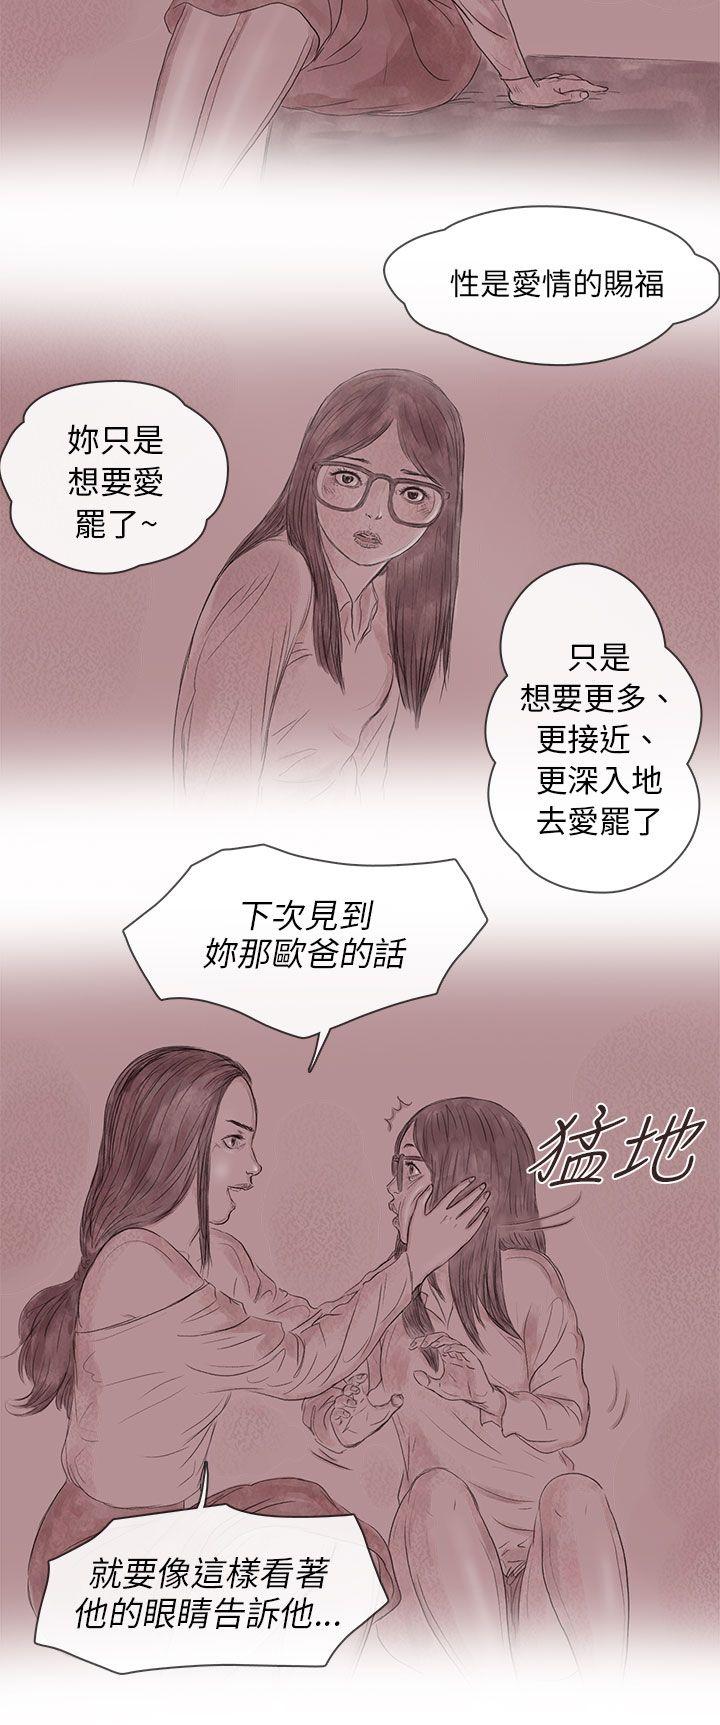 性是愛情的賜福
妳只是
想要愛
罷了~
只是
想要更多、
更接近、
更深入地
去愛罷了
下次見到
妳那歐爸的話
猛地
就要像這樣看著
他的眼睛告訴他...